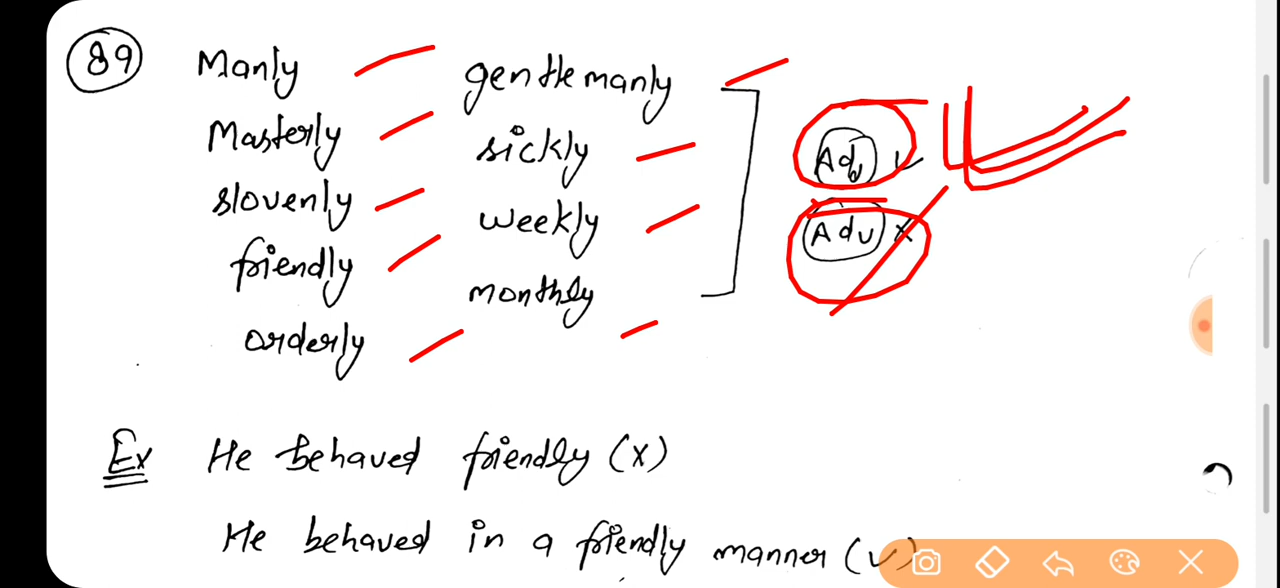 89
Manly gentlemanly
Masterly sickly Adj ✓
slovenly weekly Adv x
friendly monthly
orderly
Ex He behaved friendly (x)
He behaved in a friendly manner (✓)